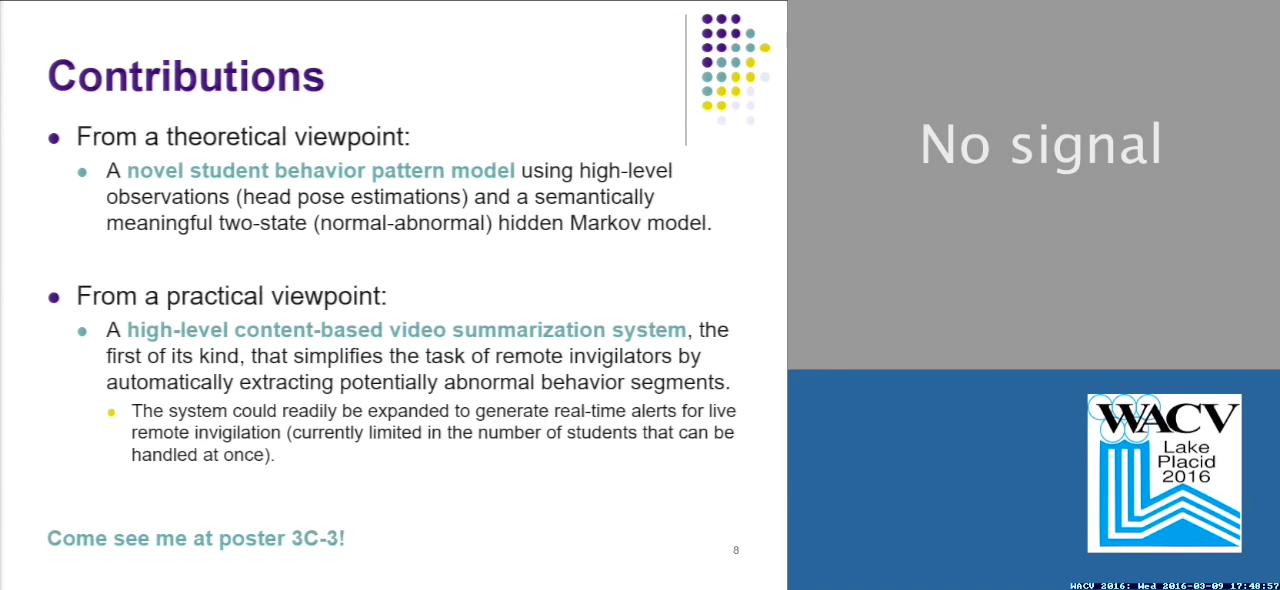 Contributions
From a theoretical viewpoint:
A novel student behavior pattern model using high-level
observations (head pose estimations) and a semantically
meaningful two-state (normal-abnormal) hidden Markov model.
From a practical viewpoint:
A high-level content-based video summarization system, the
first of its kind, that simplifies the task of remote invigilators by
automatically extracting potentially abnormal behavior segments.
The system could readily be expanded to generate real-time alerts for live
remote invigilation (currently limited in the number of students that can be
handled at once).
Come see me at poster 3C-3!
8
No signal
WACV
Lake
Placid
2016
WACV 2016: Wed 2016-03-09 17:48:57